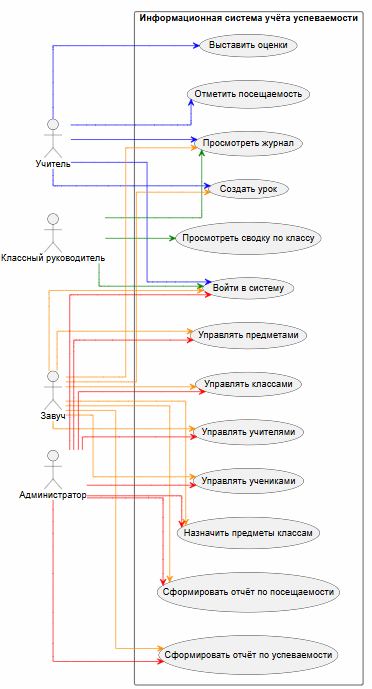 Информационная система учёта успеваемости
Выставить оценки
Отметить посещаемость
Учитель
Просмотреть журнал
Создать урок
Классный руководитель
Просмотреть сводку по классу
Войти в систему
Управлять предметами
Управлять классами
Завуч
Управлять учителями
Управлять учениками
Администратор
Назначить предметы классам
Сформировать отчёт по посещаемости
Сформировать отчёт по успеваемости